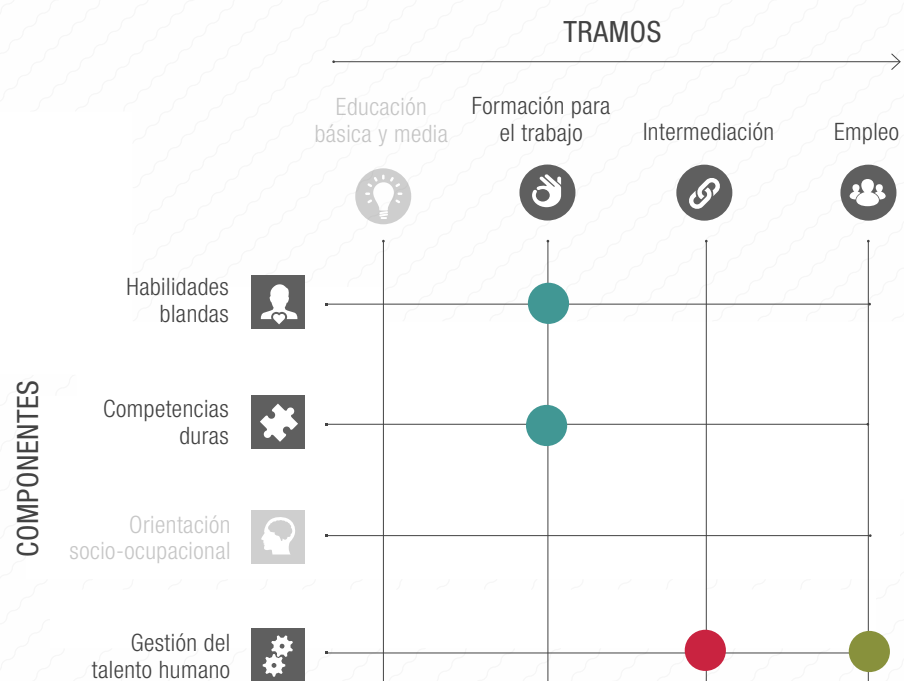 TRAMOS
Educación
básica y media
Formación para
el trabajo
Intermediación
Empleo
COMPONENTES
Habilidades
blandas
Competencias
duras
Orientación
socio-ocupacional
Gestión del
talento humano